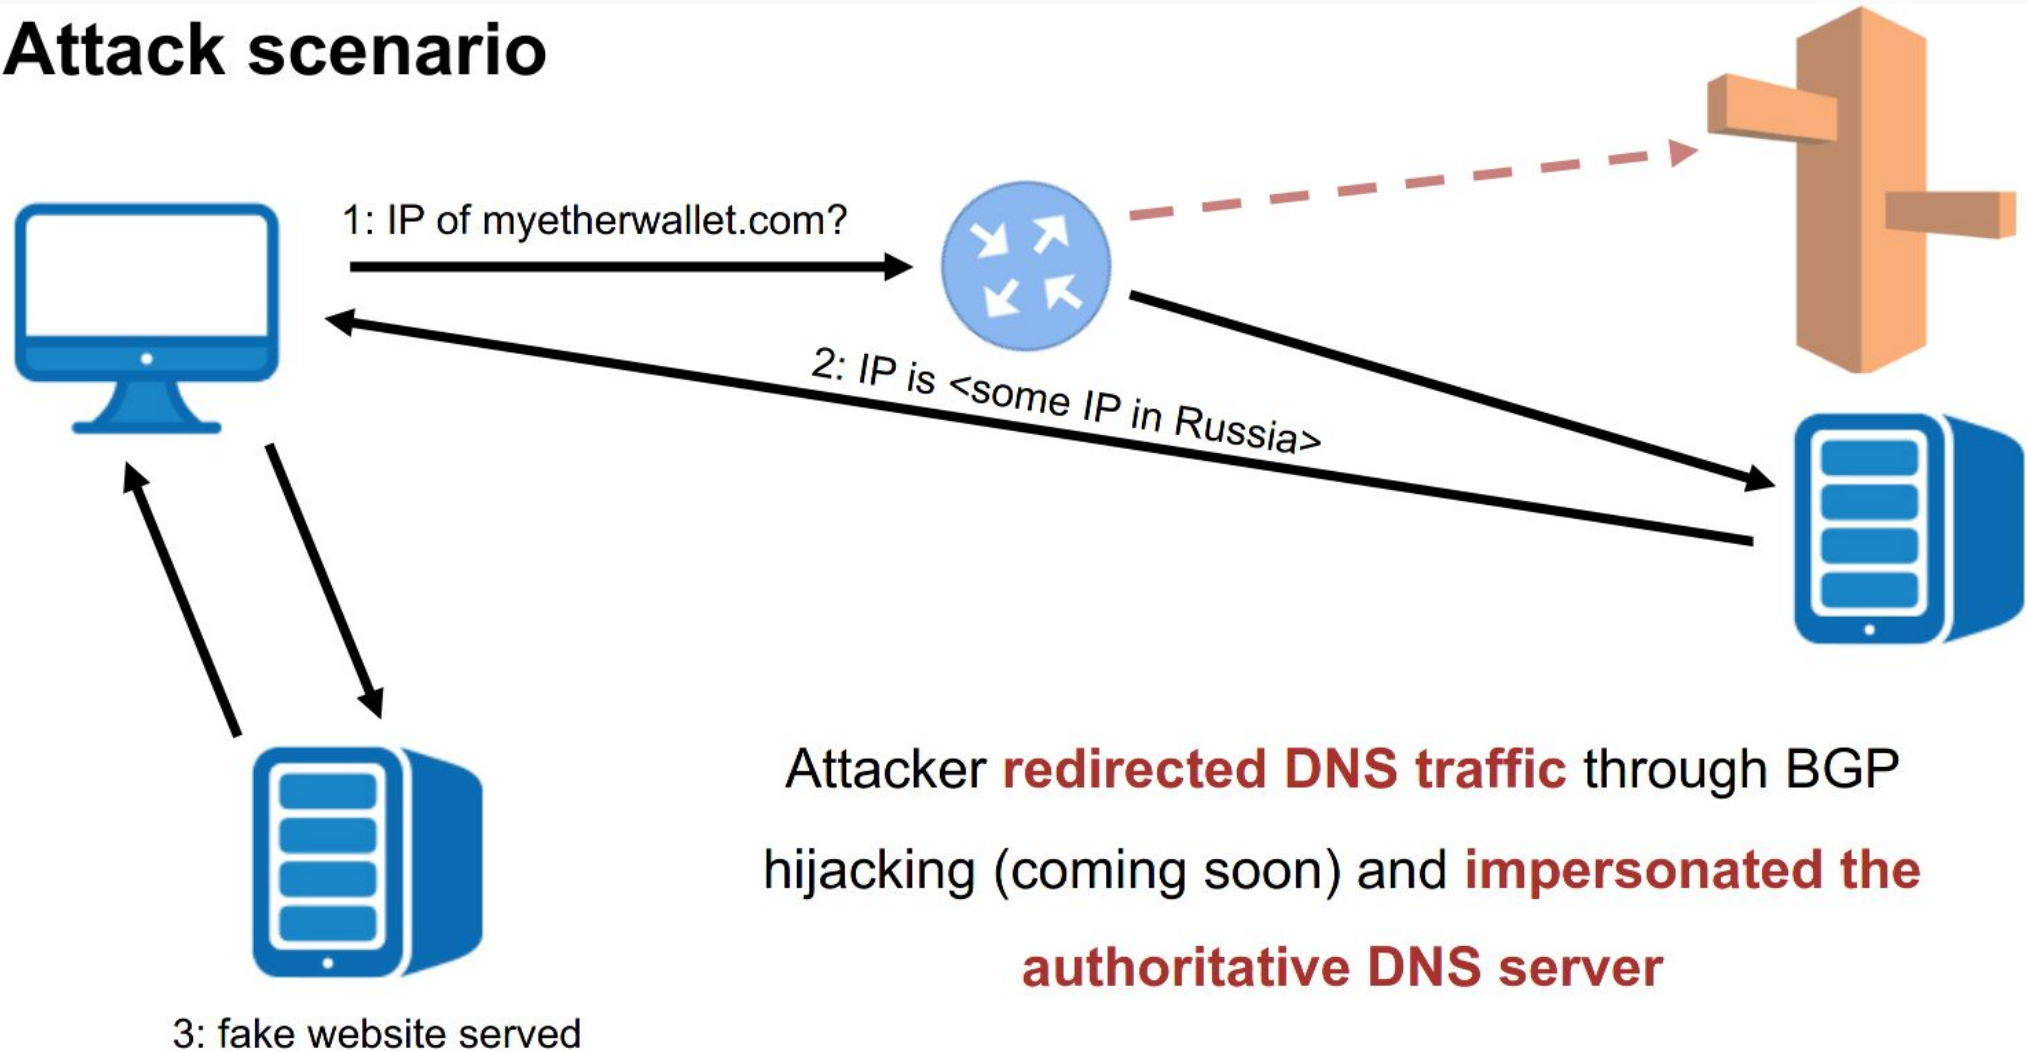 Attack scenario
1: IP of myetherwallet.com?
2: IP is <some IP in Russia>
Attacker redirected DNS traffic through BGP
hijacking (coming soon) and impersonated the
authoritative DNS server
3: fake website served